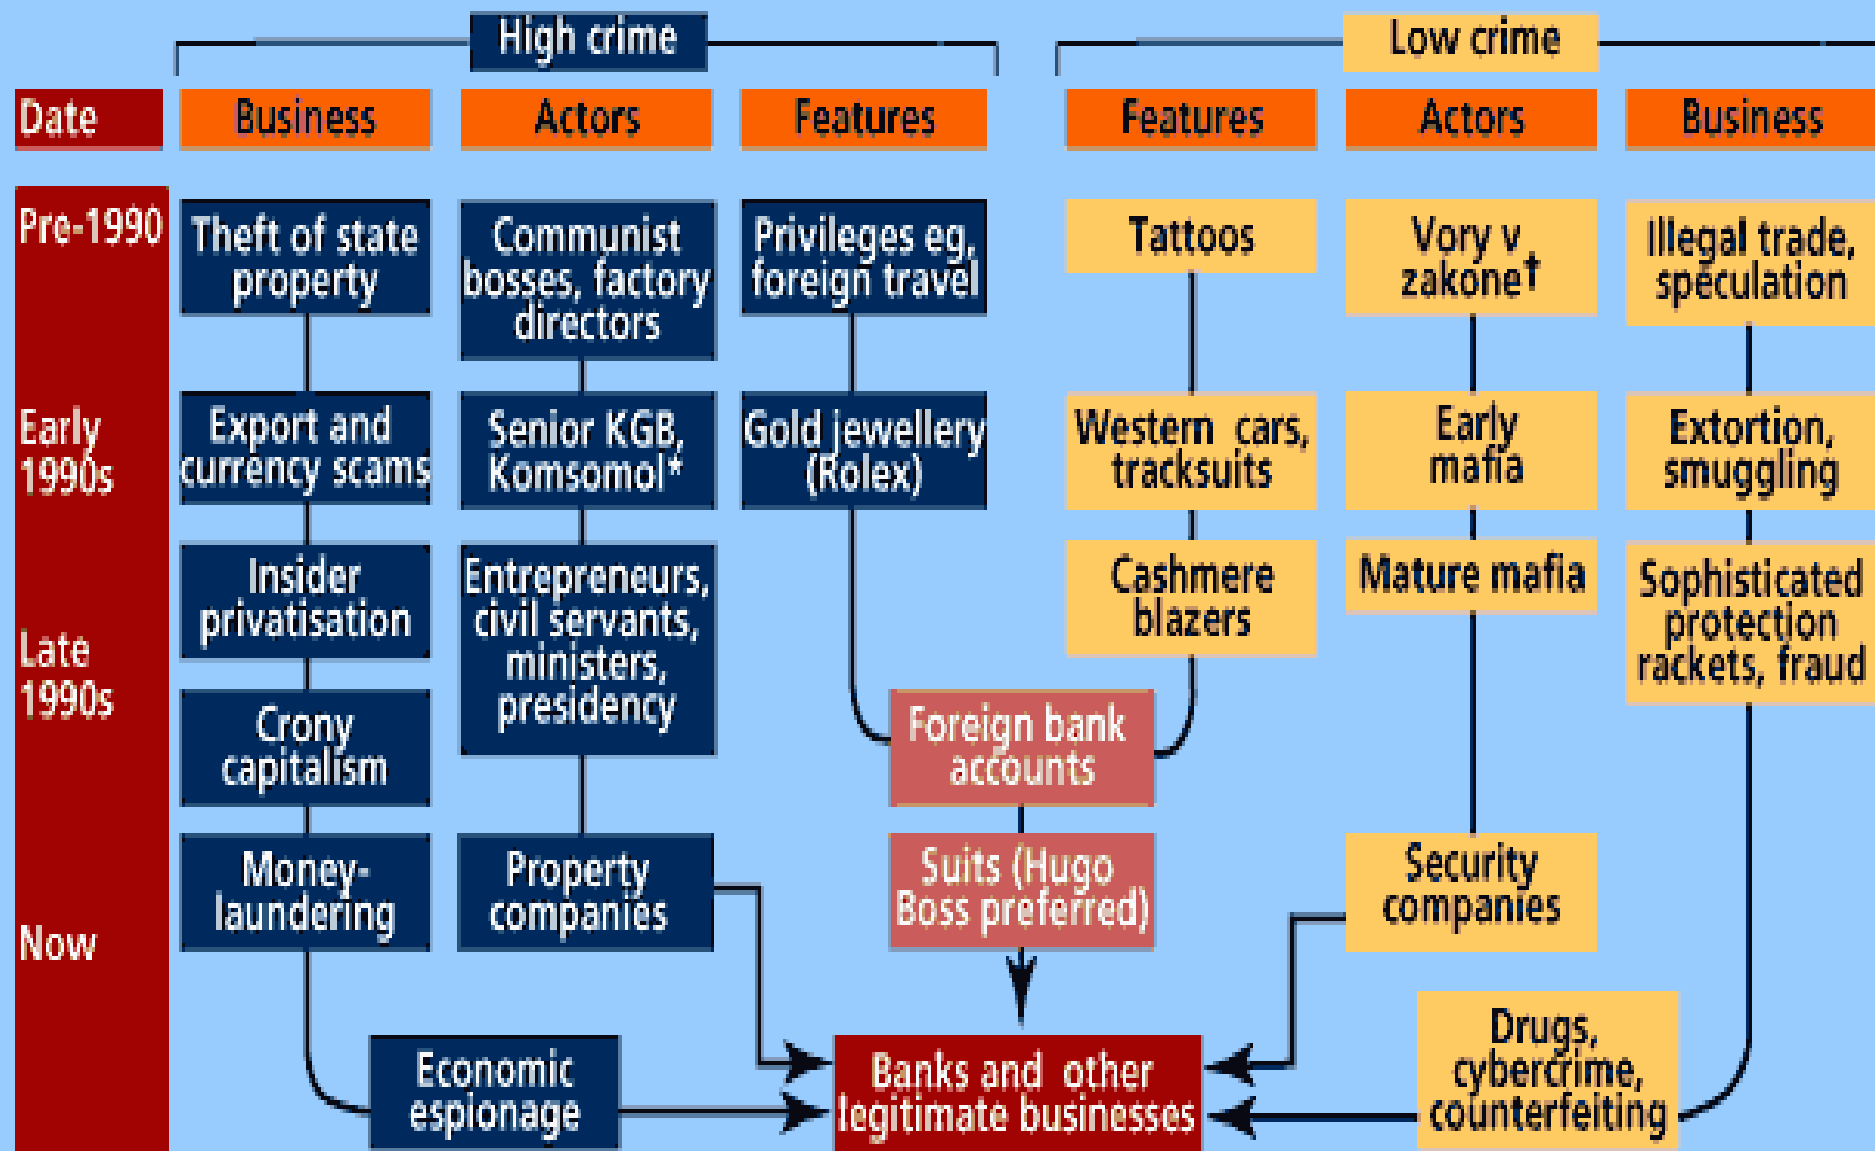 High crime
Low crime
Date
Business
Actors
Features
Features
Actors
Business
Pre-1990
Theft of state
property
Communist
bosses, factory
directors
Privileges eg,
foreign travel
Tattoos
Vory v
zakone†
Illegal trade,
speculation
Early
1990s
Export and
currency scams
Senior KGB,
Komsomol*
Gold jewellery
(Rolex)
Western cars,
tracksuits
Early
mafia
Extortion,
smuggling
Late
1990s
Insider
privatisation
Entrepreneurs,
civil servants,
ministers,
presidency
Cashmere
blazers
Mature mafia
Sophisticated
protection
rackets, fraud
Crony
capitalism
Foreign bank
accounts
Now
Money-
laundering
Property
companies
Suits (Hugo
Boss preferred)
Security
companies
Economic
espionage
Banks and other
legitimate businesses
Drugs,
cybercrime,
counterfeiting